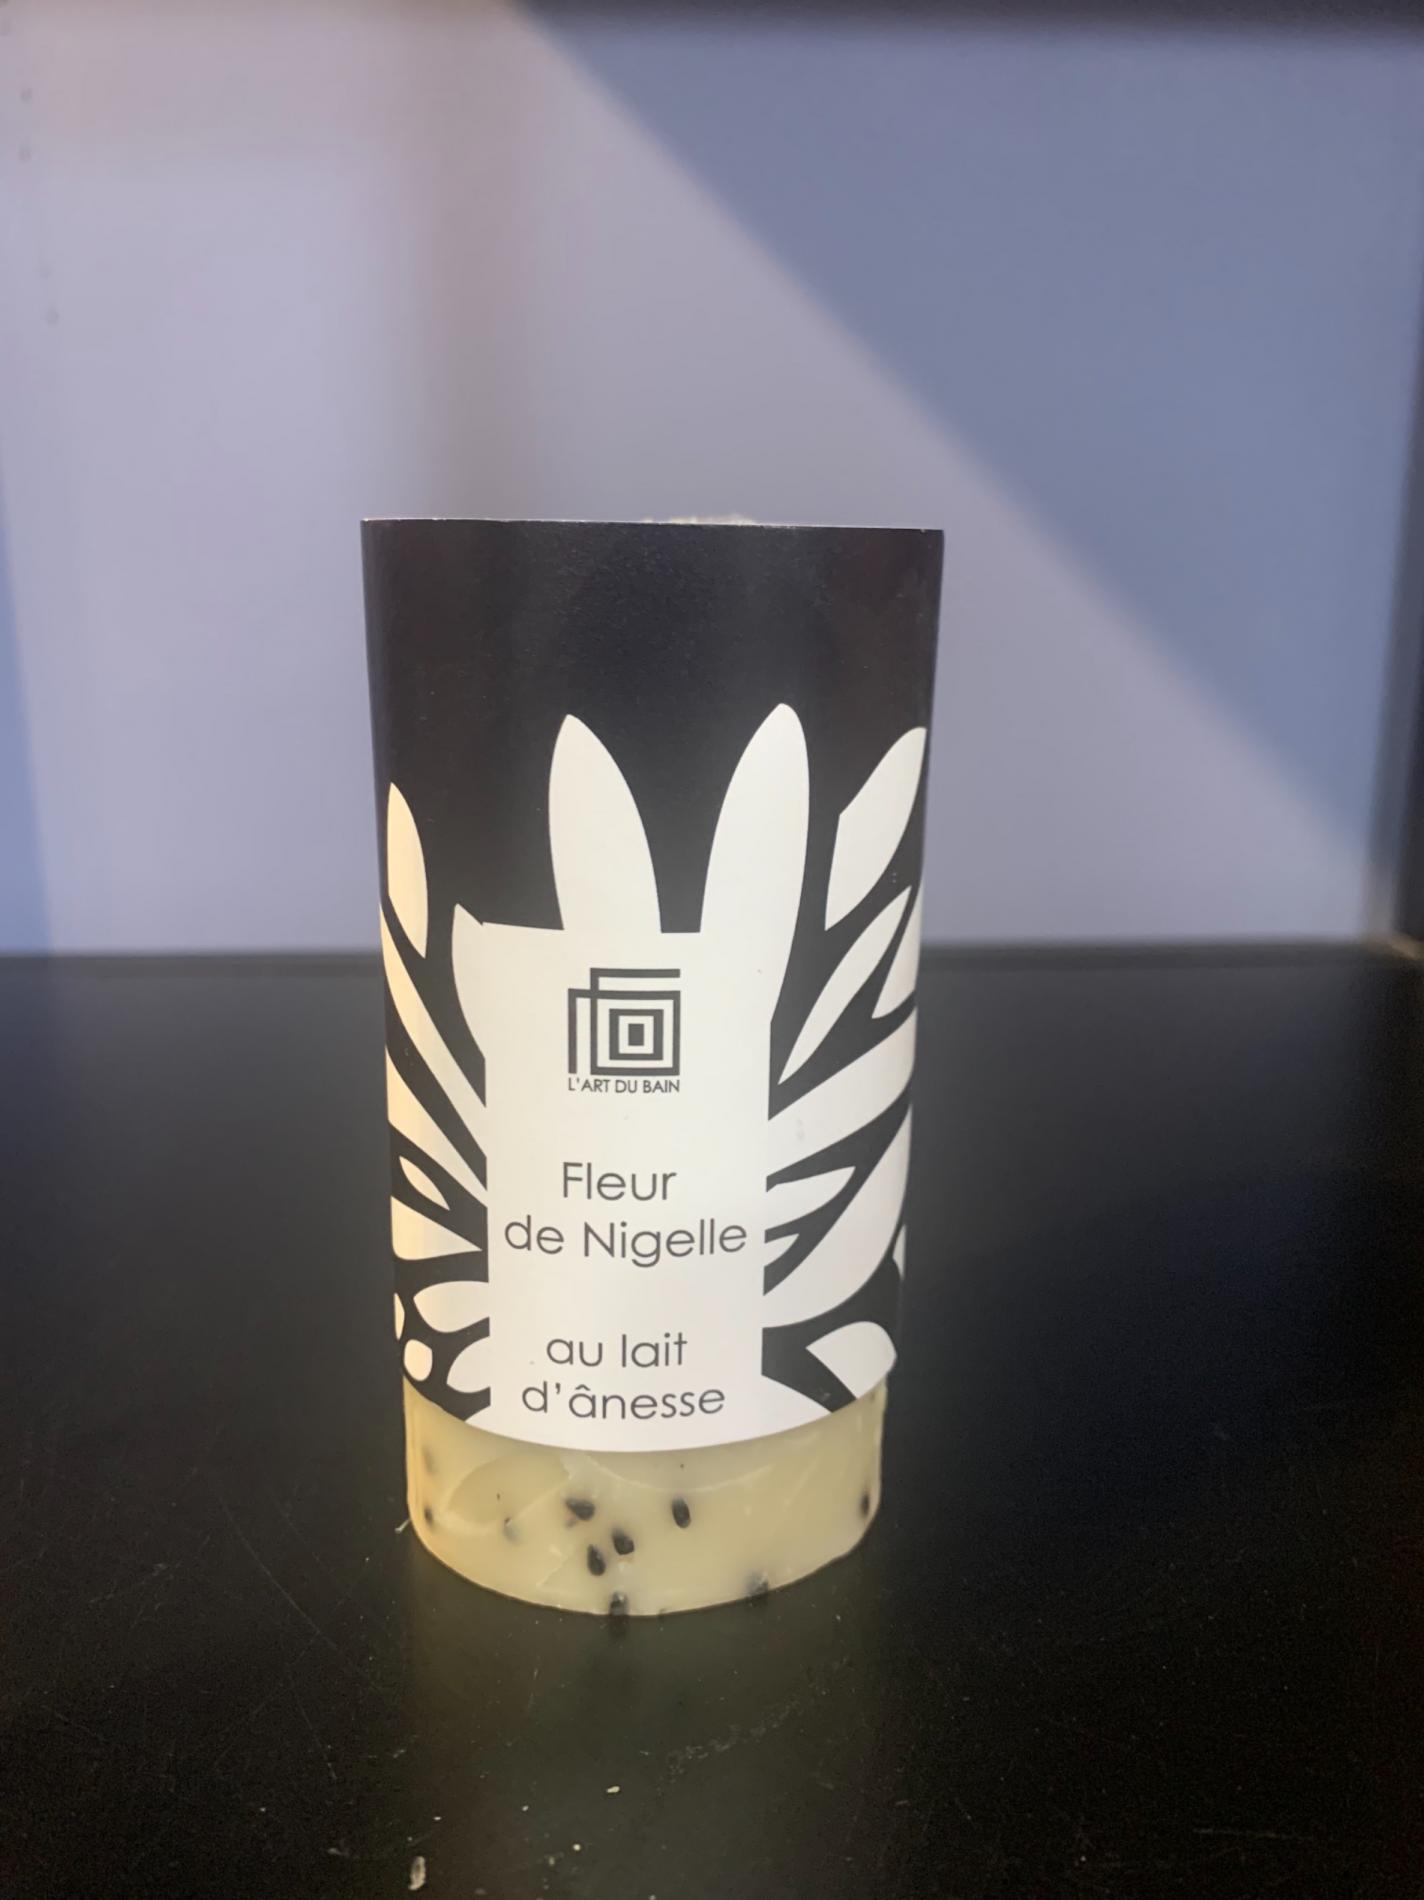 L'ART DU BAIN
Fleur
de Nigelle
au lait
d'ânesse